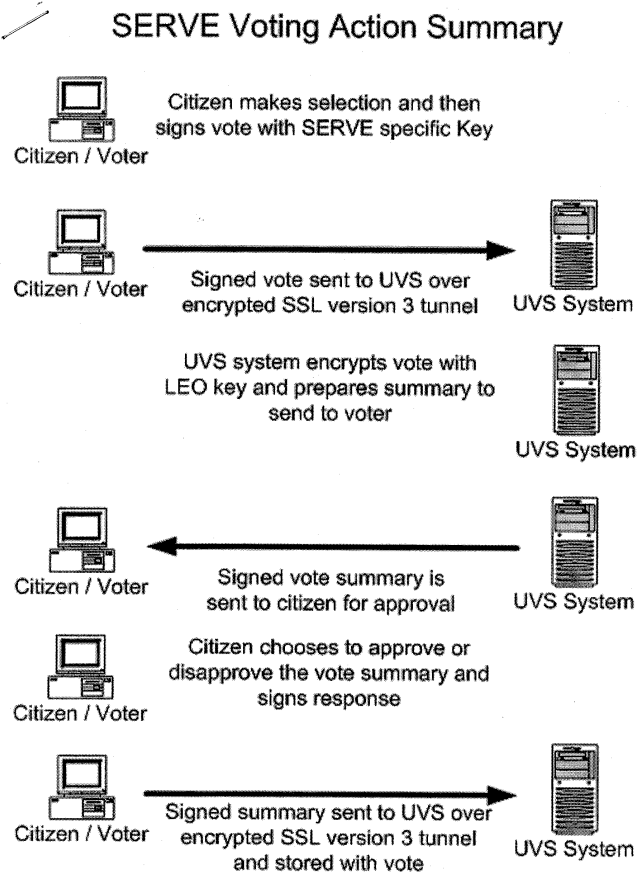 SERVE Voting Action Summary
Citizen makes selection and then
signs vote with SERVE specific Key
Citizen / Voter
Citizen / Voter
Signed vote sent to UVS over
encrypted SSL version 3 tunnel
UVS System
UVS system encrypts vote with
LEO key and prepares summary to
send to voter
UVS System
Citizen / Voter
Signed vote summary is
sent to citizen for approval
UVS System
Citizen chooses to approve or
disapprove the vote summary and
signs response
Citizen / Voter
Citizen / Voter
Signed summary sent to UVS over
encrypted SSL version 3 tunnel
and stored with vote
UVS System